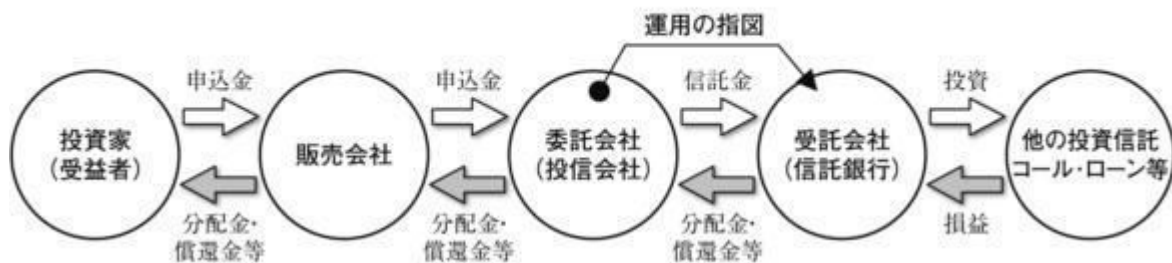 運用の指図
申込金
申込金
信託金
投資
投資家
(受益者)
販売会社
委託会社
(投信会社)
受託会社
(信託銀行)
他の投資信託
コール・ローン等
分配金・
償還金等
分配金・
償還金等
分配金・
償還金等
損益